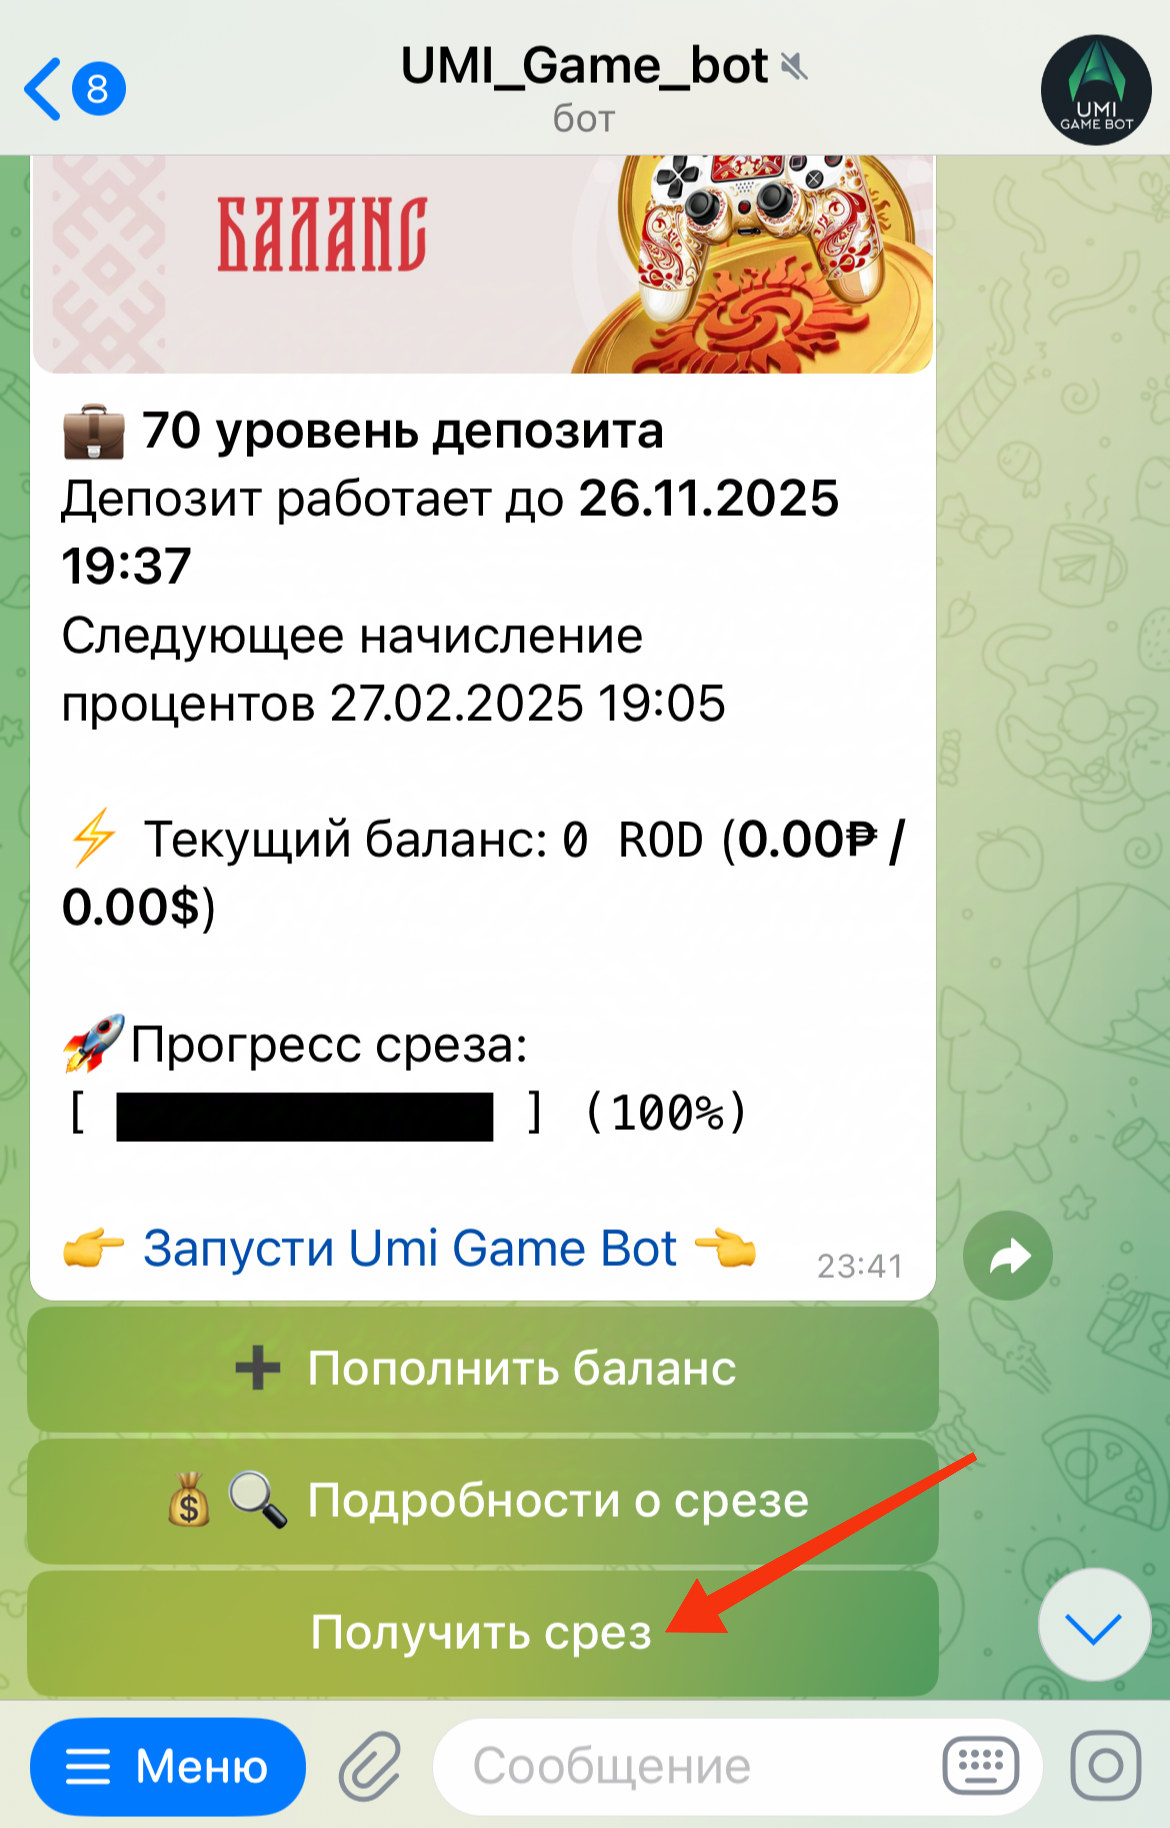 8
UMI_Game_bot
бот
UMI
GAME BOT
БАЛАНС
70 уровень депозита
Депозит работает до 26.11.2025
19:37
Следующее начисление
процентов 27.02.2025 19:05
Текущий баланс: 0 ROD (0.00₱ /
0.00$)
Прогресс среза:
[ ] (100%)
Запусти Umi Game Bot
23:41
Пополнить баланс
Подробности о срезе
Получить срез
Меню
Сообщение